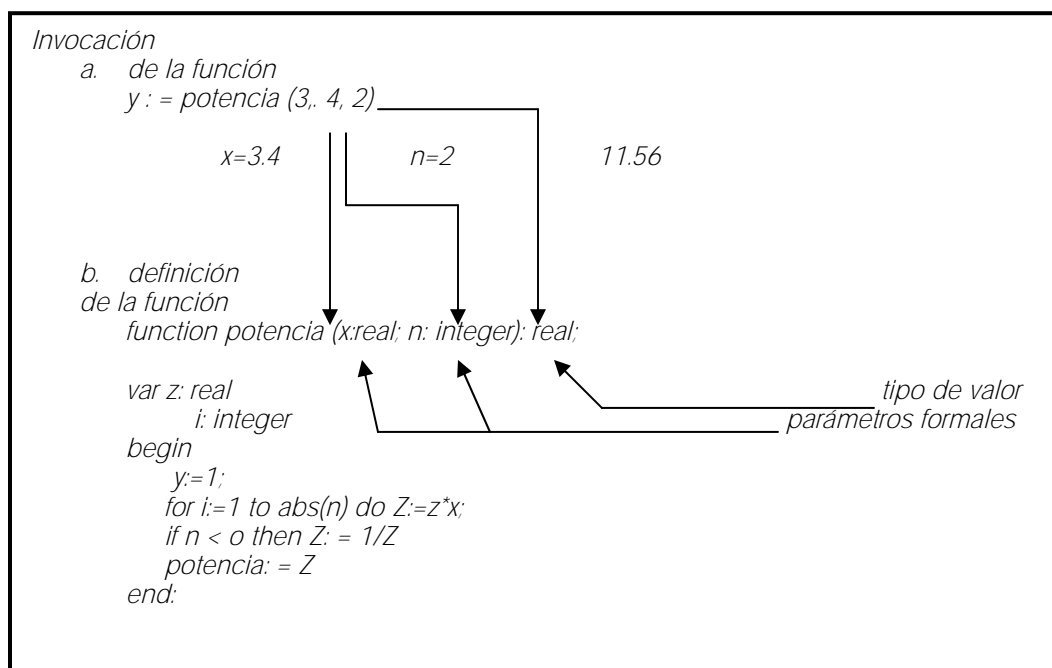 Invocación
a. de la función
y : = potencia (3,. 4, 2)
x=3.4 n=2 11.56
b. definición
de la función
function potencia (x:real; n: integer): real;
var z: real tipo de valor
i: integer parámetros formales
begin
y:=1;
for i:=1 to abs(n) do Z:=z*x;
if n < o then Z: = 1/Z
potencia: = Z
end: